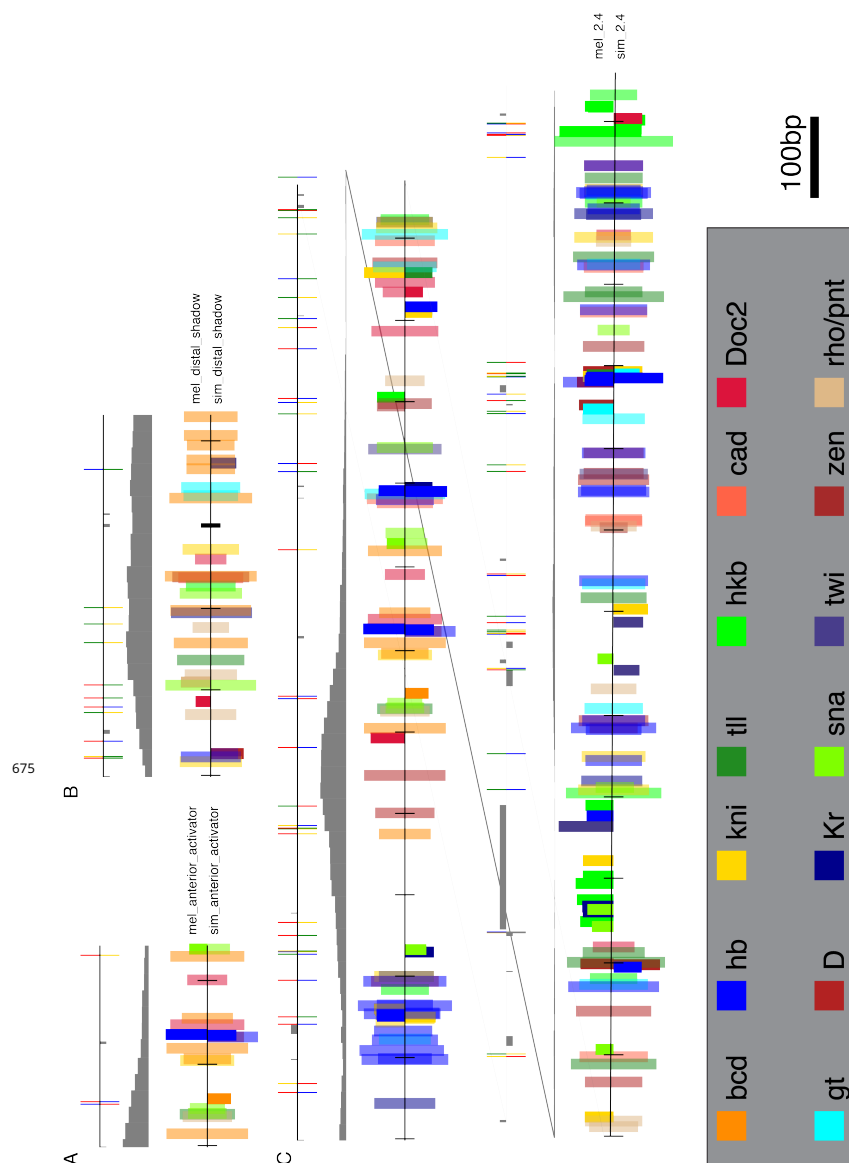 mel_2.4
sim_2.4
100bp
B
mel_distal_shadow
sim_distal_shadow
675
A
mel_anterior_activator
sim_anterior_activator
C
bcd
hb
kni
tll
hkb
cad
Doc2
gt
D
Kr
sna
twi
zen
rho/pnt